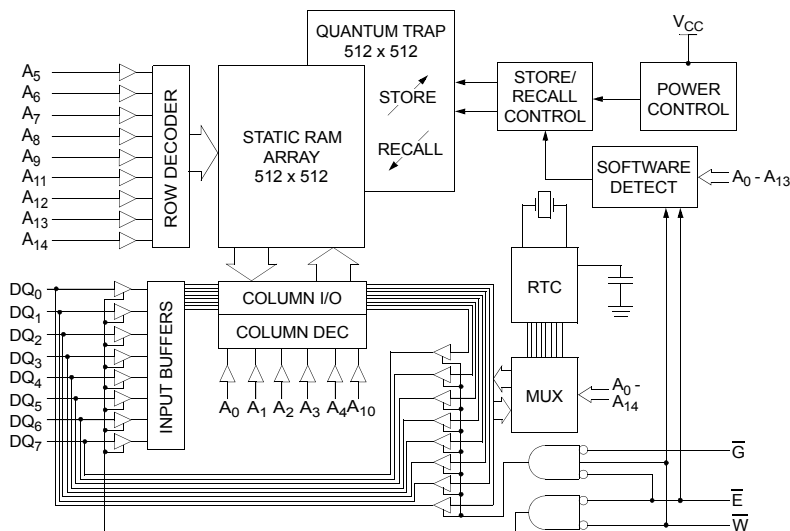 QUANTUM TRAP
512 x 512
STORE
RECALL
STATIC RAM
ARRAY
512 x 512
STORE/
RECALL
CONTROL
V_CC
POWER
CONTROL
SOFTWARE
DETECT
A_0 - A_13
A_5
A_6
A_7
A_8
A_9
A_11
A_12
A_13
A_14
ROW DECODER
DQ_0
DQ_1
DQ_2
DQ_3
DQ_4
DQ_5
DQ_6
DQ_7
INPUT BUFFERS
COLUMN I/O
COLUMN DEC
A_0 A_1 A_2 A_3 A_4 A_10
RTC
MUX
A_0 -
A_14
G̅
E̅
W̅